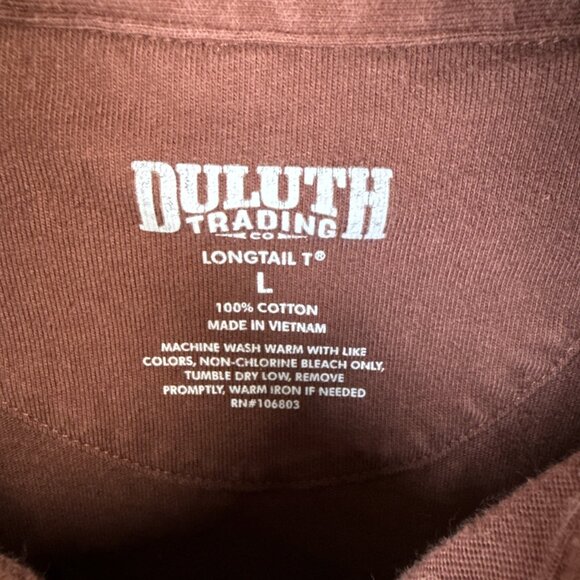 DULUTH
TRADING
CO
LONGTAIL T®
L
100% COTTON
MADE IN VIETNAM
MACHINE WASH WARM WITH LIKE
COLORS, NON-CHLORINE BLEACH ONLY,
TUMBLE DRY LOW, REMOVE
PROMPTLY, WARM IRON IF NEEDED
RN#106803